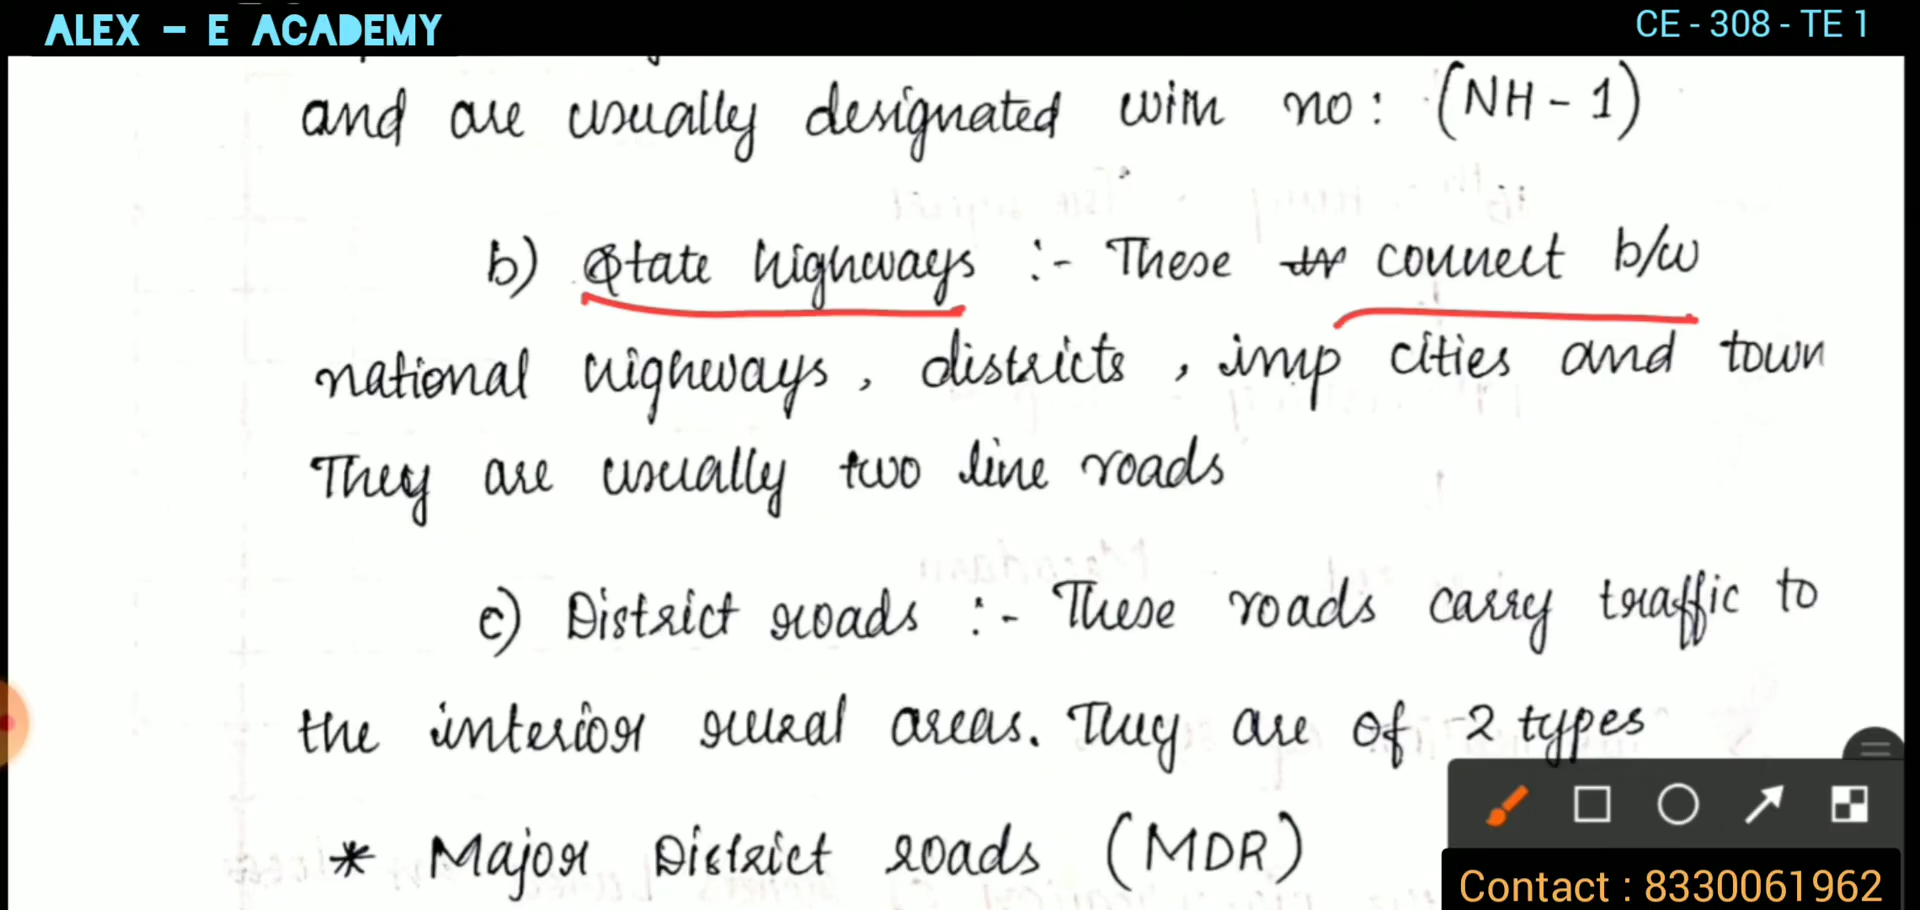 ALEX - E ACADEMY
CE - 308 - TE 1
and are usually designated with no: (NH - 1)
b) State highways :- These connect b/w
national highways, districts, imp cities and town
They are usually two line roads
c) District roads :- These roads carry traffic to
the interior rural areas. They are of 2 types
* Major District roads (MDR)
Contact : 8330061962